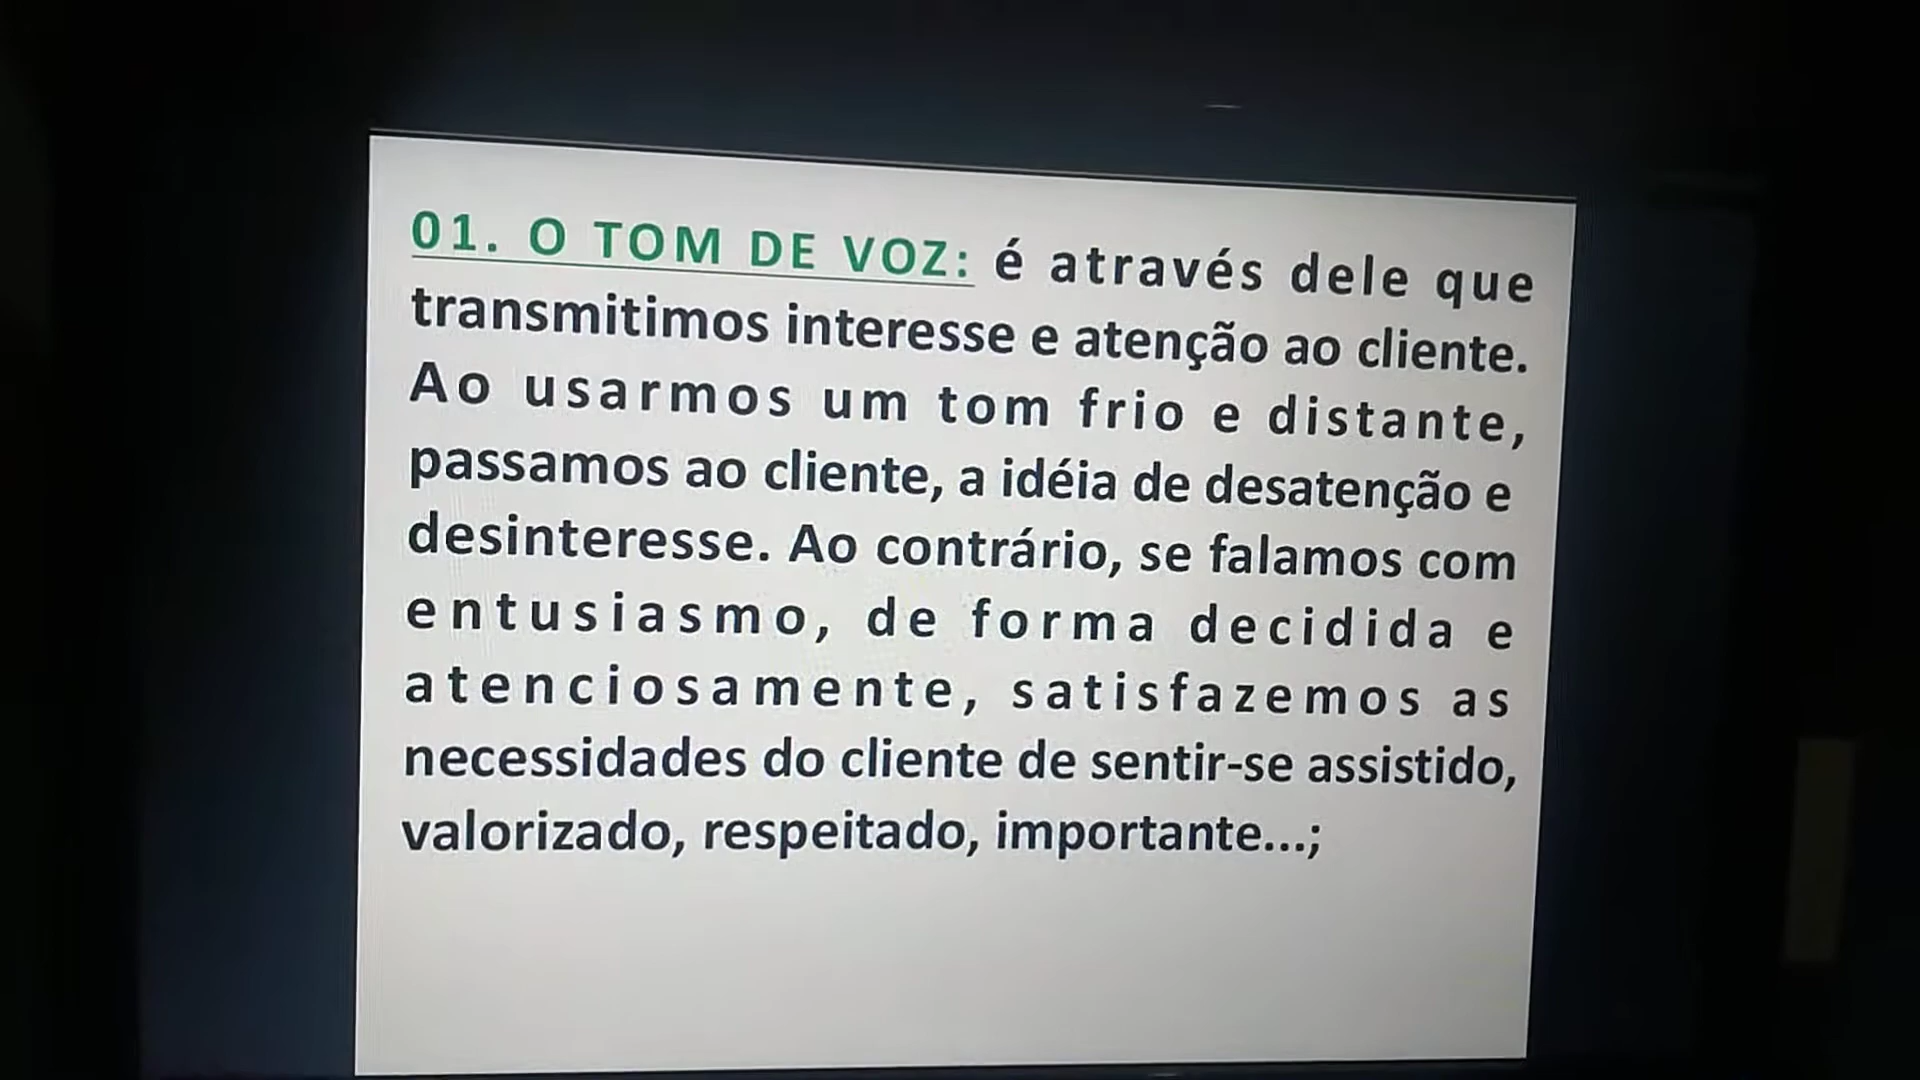 01. O TOM DE VOZ: é através dele que
transmitimos interesse e atenção ao cliente.
Ao usarmos um tom frio e distante,
passamos ao cliente, a idéia de desatenção e
desinteresse. Ao contrário, se falamos com
entusiasmo, de forma decidida e
atenciosamente, satisfazemos as
necessidades do cliente de sentir-se assistido,
valorizado, respeitado, importante...;